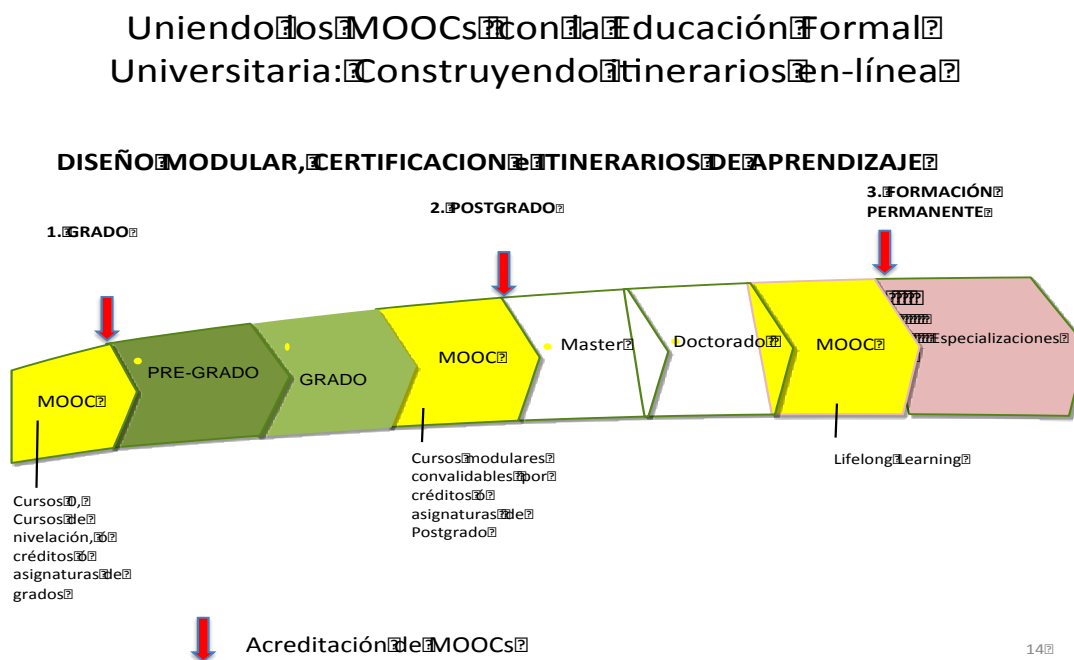 Uniendo los MOOCs con la Educación Formal
Universitaria: Construyendo itinerarios en-línea
DISEÑO MODULAR, CERTIFICACION e ITINERARIOS DE APRENDIZAJE
1. GRADO
2. POSTGRADO
3. FORMACIÓN
PERMANENTE
MOOC
PRE-GRADO
GRADO
MOOC
Master
Doctorado
MOOC
Especializaciones
Cursos 0,
Cursos de
nivelación, ó
créditos ó
asignaturas de
grados
Cursos modulares
convalidables por
créditos ó
asignaturas de
Postgrado
Lifelong Learning
Acreditación de MOOCs
14